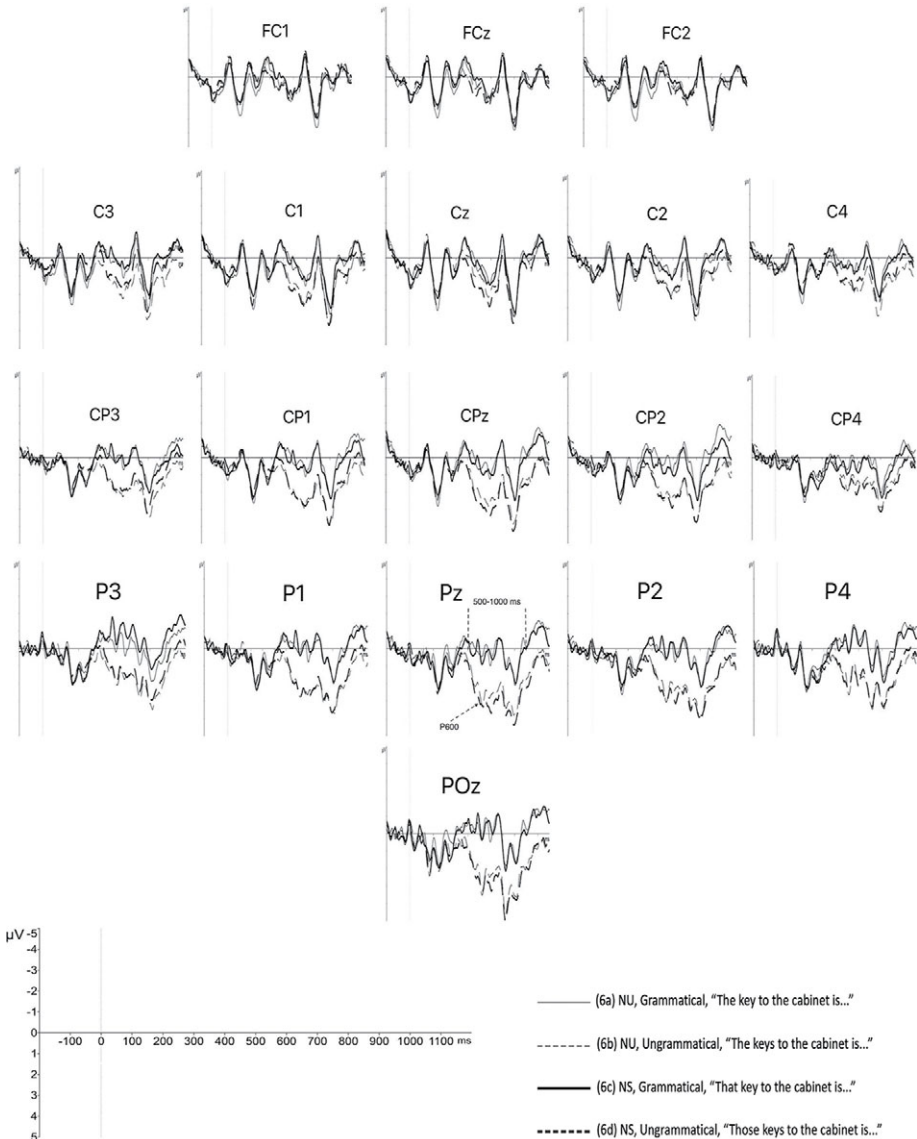 FC1 FCz FC2
C3 C1 Cz C2 C4
CP3 CP1 CPz CP2 CP4
P3 P1 Pz P2 P4
500-1000 ms
P600
POz
μV -5
-4
-3
-2
-1
0
-100 0 100 200 300 400 500 600 700 800 900 1000 1100 ms
1
2
3
4
5
(6a) NU, Grammatical, “The key to the cabinet is...”
(6b) NU, Ungrammatical, “The keys to the cabinet is...”
(6c) NS, Grammatical, “That key to the cabinet is...”
(6d) NS, Ungrammatical, “Those keys to the cabinet is...”